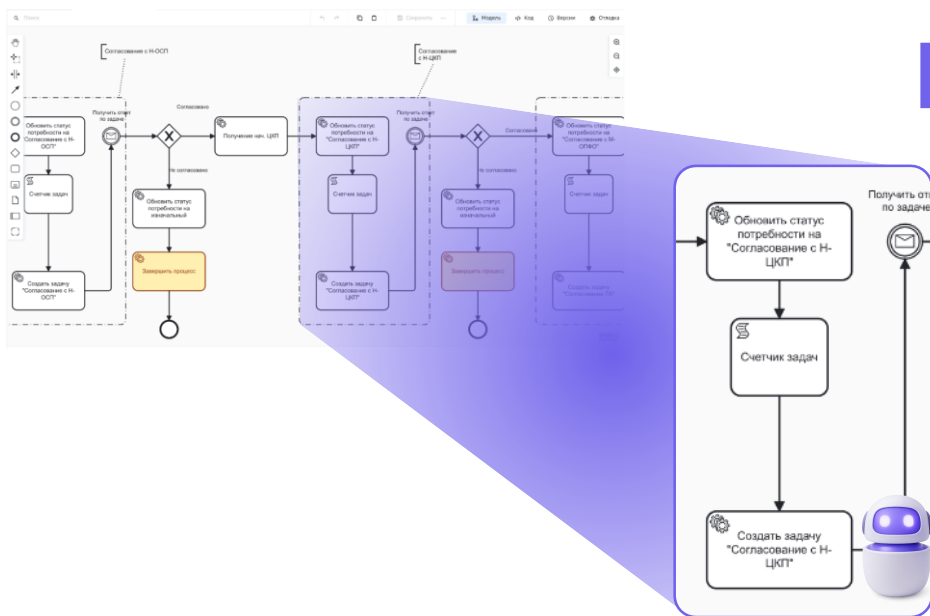 Поиск
Сохранить
Модель
Код
Версии
Отладка
Согласование с Н-ОСП
Согласование
с Н-ЦКП
Обновить статус
потребности на
"Согласование с Н-
ОСП"
Счетчик задач
Создать задачу
"Согласование с Н-
ОСП"
Получить ответ
по задаче
Согласовано
Не согласовано
Обновить статус
потребности на
изначальный
Завершить процесс
Получение нач. ЦКП
Обновить статус
потребности на
"Согласование с Н-
ЦКП"
Счетчик задач
Создать задачу
"Согласование с Н-
ЦКП"
Получить ответ
по задаче
Согласовано
Не согласовано
Обновить статус
потребности на
изначальный
Завершить процесс
Обновить статус
потребности на
"Согласование с М-
ОПФО"
Счетчик задач
Создать задачу
Обновить статус
потребности на
"Согласование с Н-
ЦКП"
Счетчик задач
Создать задачу
"Согласование с Н-
ЦКП"
Получить от
по задаче